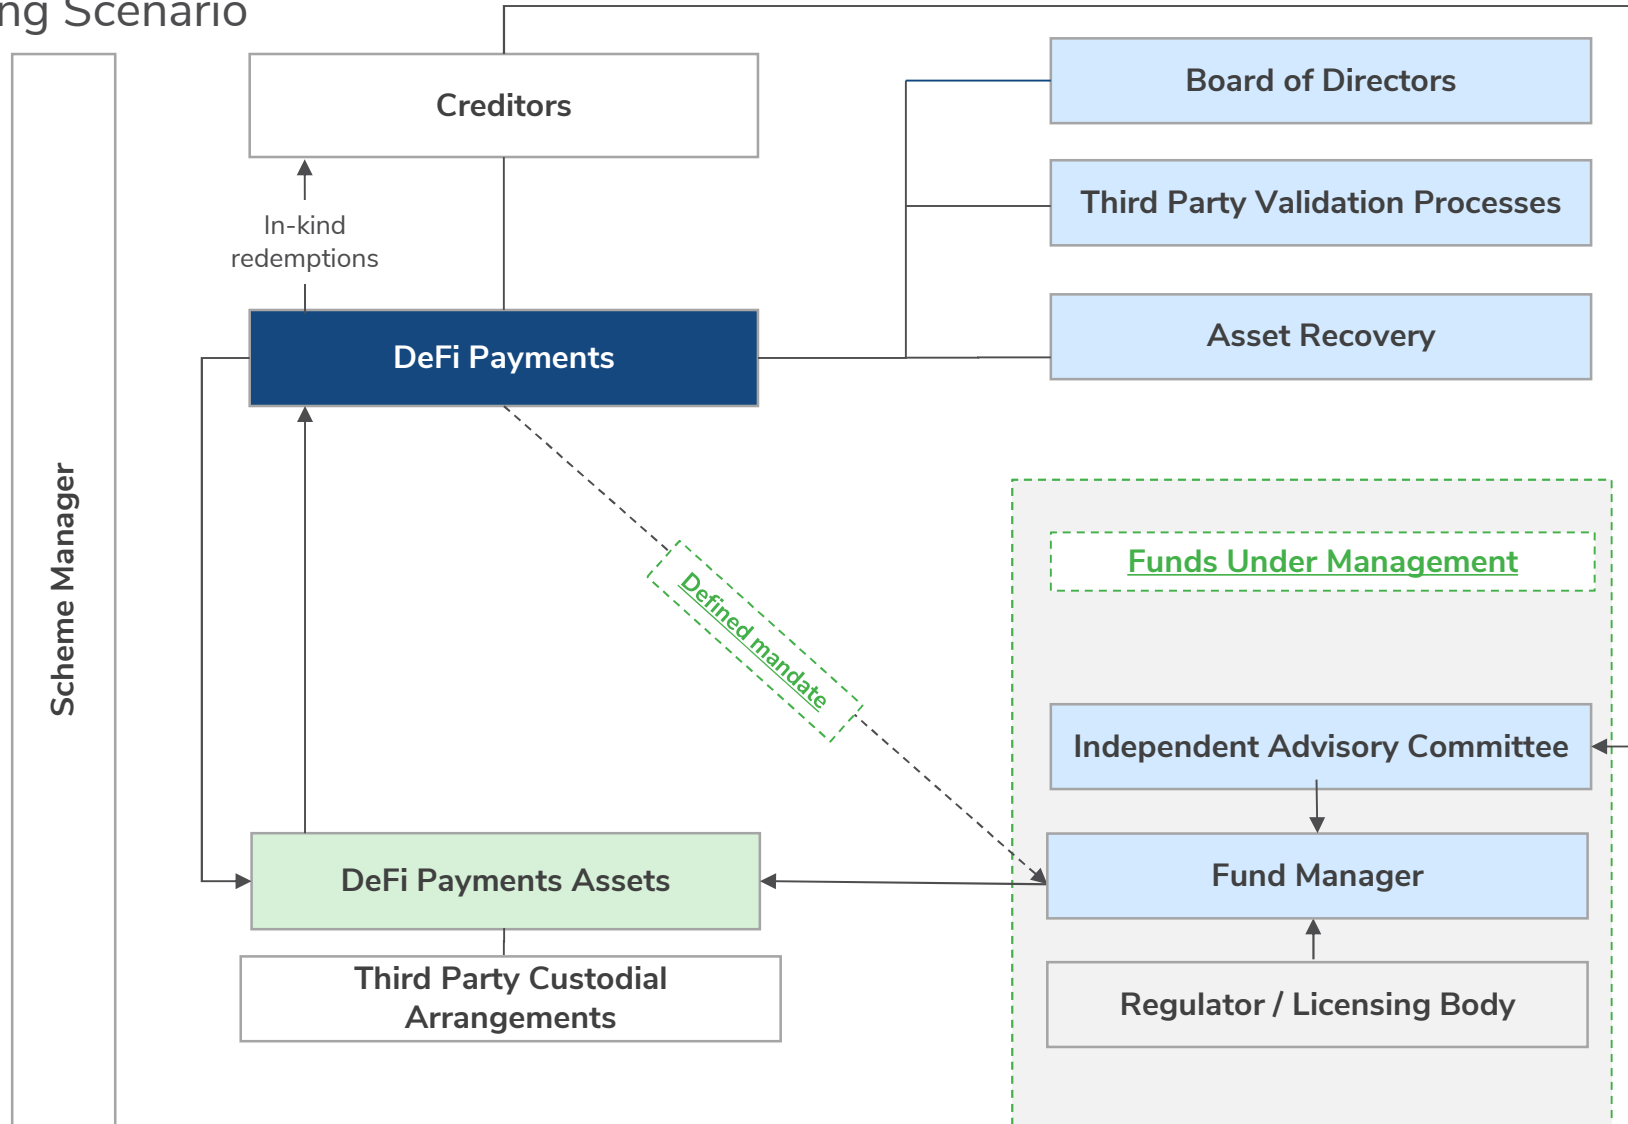 ng Scenario
Scheme Manager
Creditors
In-kind
redemptions
DeFi Payments
Board of Directors
Third Party Validation Processes
Asset Recovery
Defined mandate
Funds Under Management
Independent Advisory Committee
Fund Manager
Regulator / Licensing Body
DeFi Payments Assets
Third Party Custodial
Arrangements